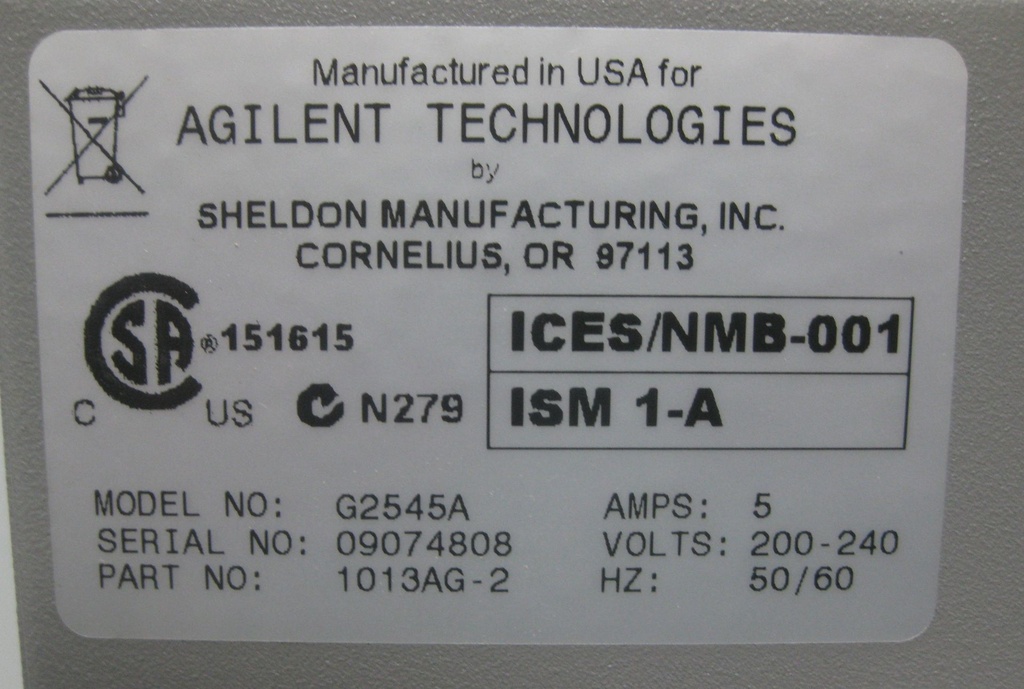 Manufactured in USA for
AGILENT TECHNOLOGIES
by
SHELDON MANUFACTURING, INC.
CORNELIUS, OR 97113
CSA ® 151615
C US
N279
ICES/NMB-001
ISM 1-A
MODEL NO: G2545A
SERIAL NO: 09074808
PART NO: 1013AG-2
AMPS: 5
VOLTS: 200-240
HZ: 50/60